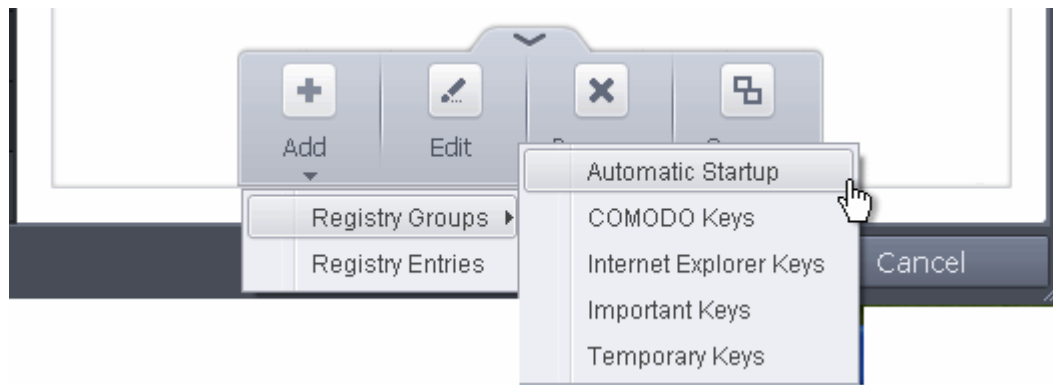 Add
Edit
Automatic Startup
Registry Groups
COMODO Keys
Registry Entries
Internet Explorer Keys
Cancel
Important Keys
Temporary Keys